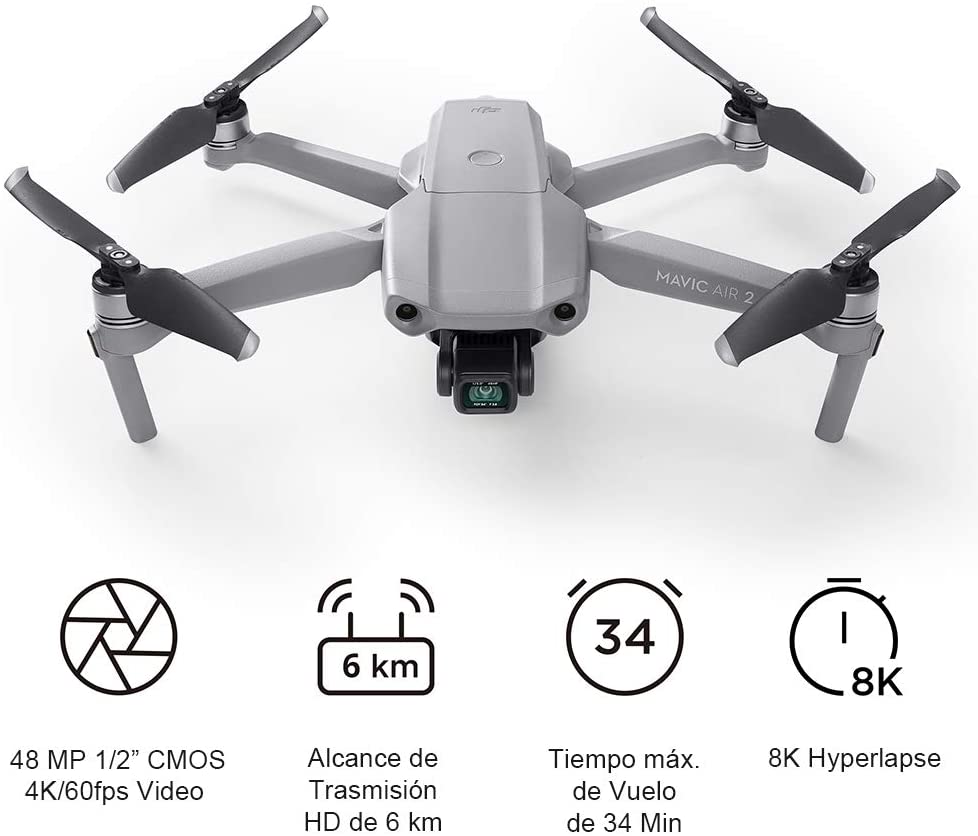 MAVIC AIR 2
6 km
34
8K
48 MP 1/2” CMOS
4K/60fps Video
Alcance de
Trasmisión
HD de 6 km
Tiempo máx.
de Vuelo
de 34 Min
8K Hyperlapse